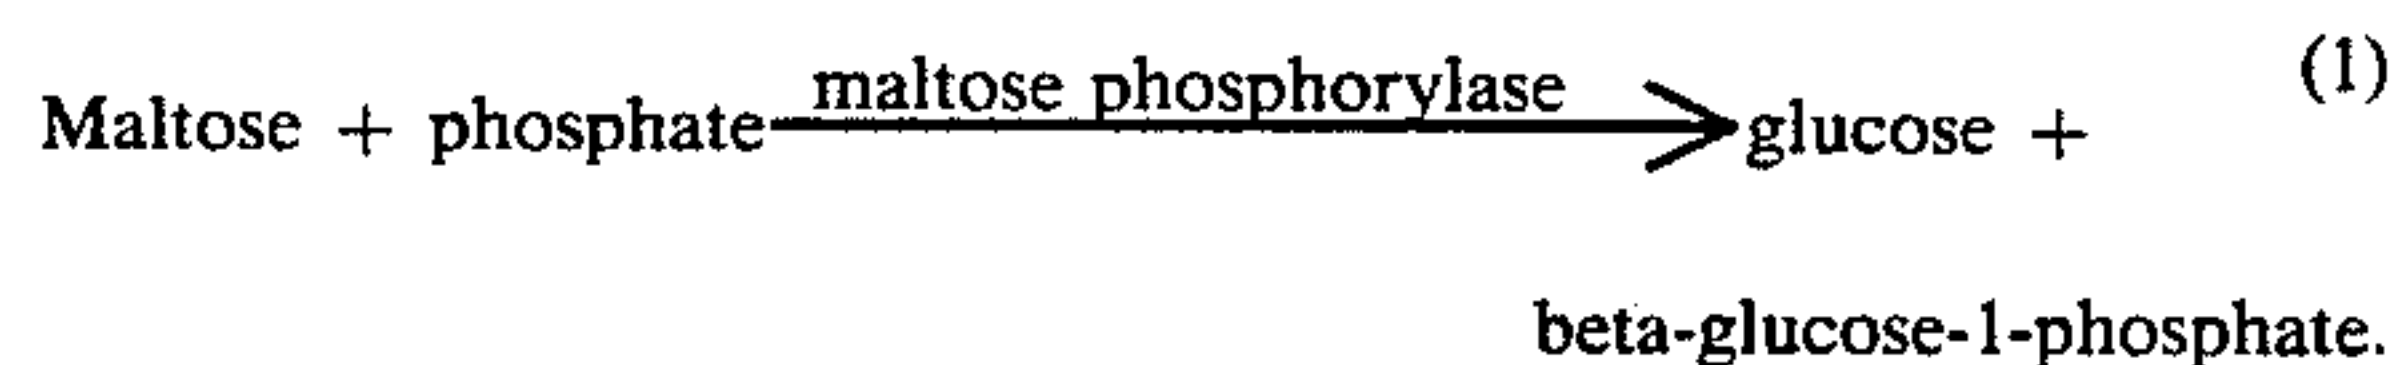 (1)
maltose phosphorylase
Maltose + phosphate glucose +
beta-glucose-1-phosphate.